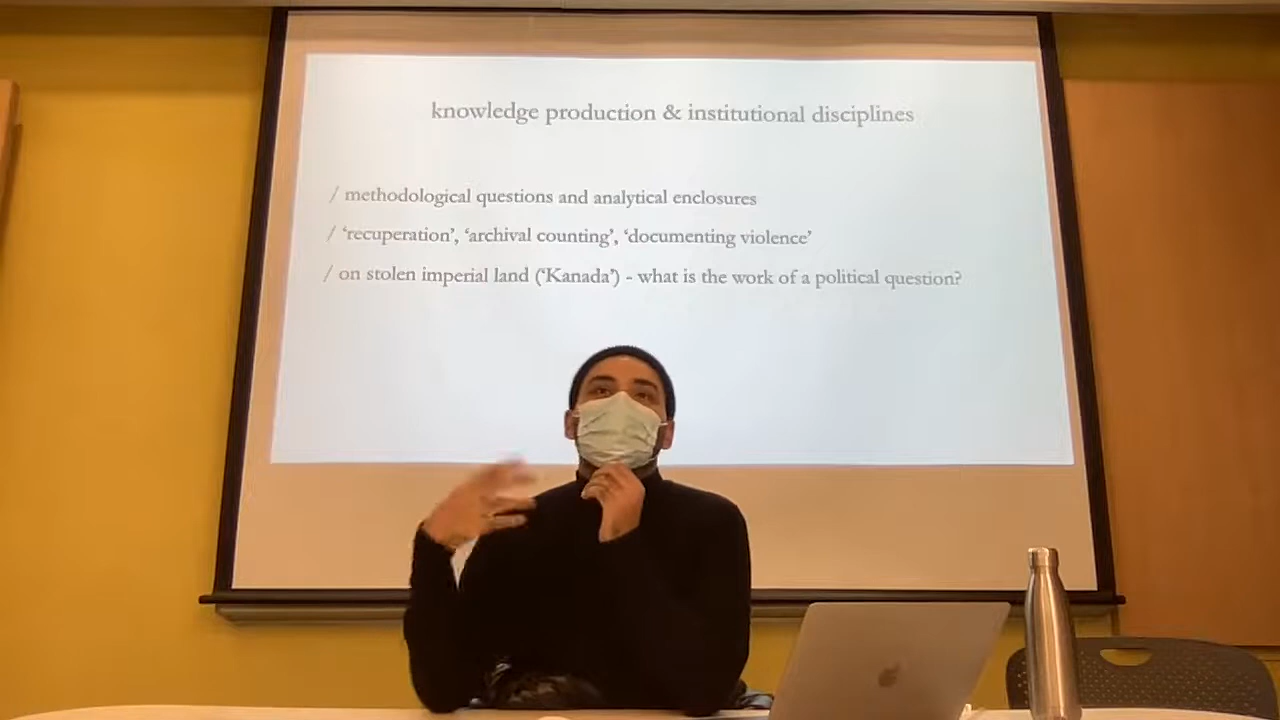 knowledge production & institutional disciplines
/ methodological questions and analytical enclosures
/ ‘recuperation’, ‘archival counting’, ‘documenting violence’
/ on stolen imperial land (‘Kanada’) - what is the work of a political question?